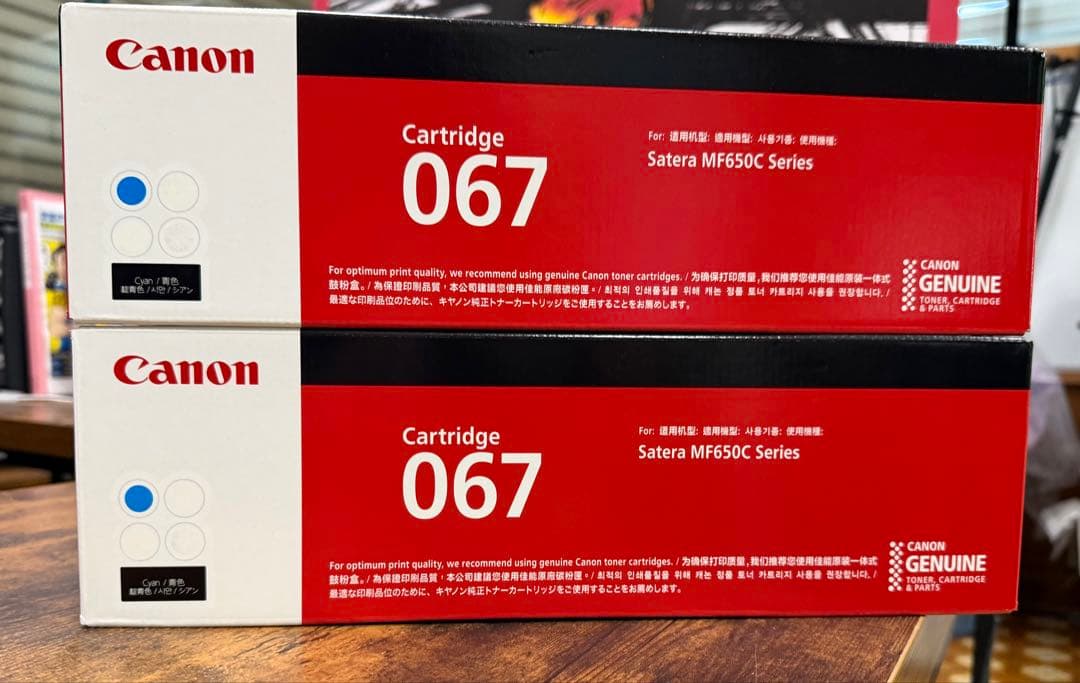 Canon
Cartridge
067
For: 适用机型: 適用機型: 사용기종: 使用機種:
Satera MF650C Series
Cyan / 青色
靛青色 / 시안 / シアン
For optimum print quality, we recommend using genuine Canon toner cartridges. / 为确保打印质量,我们推荐您使用佳能原装一体式
鼓粉盒。/ 為保證印刷品質,本公司建議您使用佳能原廠碳粉匣。/ 최적의 인쇄품질을 위해 캐논 정품 토너 카트리지 사용을 권장합니다. /
最適な印刷品位のために、キヤノン純正トナーカートリッジをご使用することをお薦めします。
CANON
GENUINE
TONER, CARTRIDGE
& PARTS
Canon
Cartridge
067
For: 适用机型: 適用機型: 사용기종: 使用機種:
Satera MF650C Series
Cyan / 青色
靛青色 / 시안 / シアン
For optimum print quality, we recommend using genuine Canon toner cartridges. / 为确保打印质量,我们推荐您使用佳能原装一体式
鼓粉盒。/ 為保證印刷品質,本公司建議您使用佳能原廠碳粉匣。/ 최적의 인쇄품질을 위해 캐논 정품 토너 카트리지 사용을 권장합니다. /
最適な印刷品位のために、キヤノン純正トナーカートリッジをご使用することをお薦めします。
CANON
GENUINE
TONER, CARTRIDGE
& PARTS